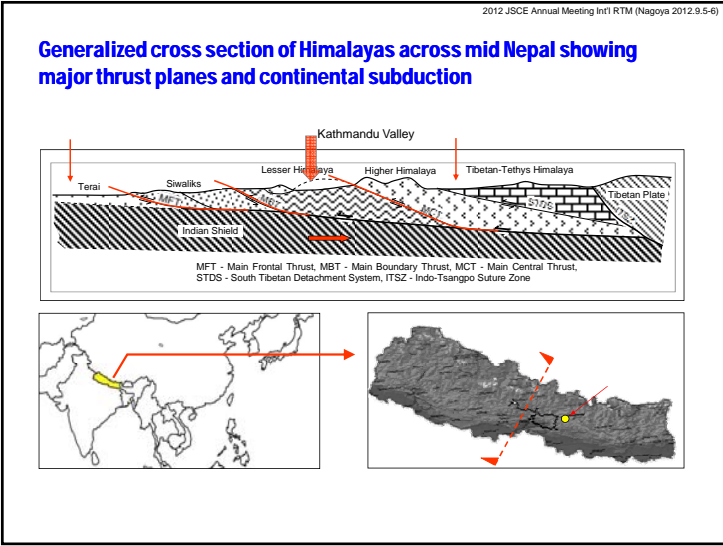 2012 JSCE Annual Meeting Int'l RTM (Nagoya 2012.9.5-6)
Generalized cross section of Himalayas across mid Nepal showing
major thrust planes and continental subduction
Kathmandu Valley
Terai
Siwaliks
Lesser Himalaya
Higher Himalaya
Tibetan-Tethys Himalaya
Tibetan Plate
MFT
MBT
MCT
STDS
Indian Shield
MFT - Main Frontal Thrust, MBT - Main Boundary Thrust, MCT - Main Central Thrust,
STDS - South Tibetan Detachment System, ITSZ - Indo-Tsangpo Suture Zone